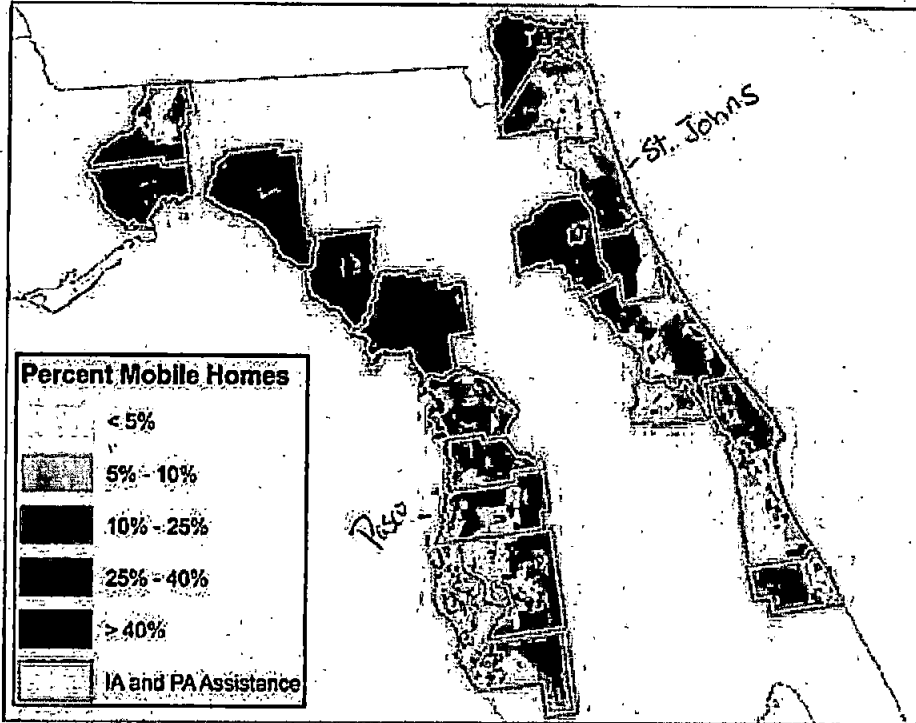 St. Johns
Percent Mobile Homes
< 5%
5% - 10%
10% - 25%
25% - 40%
> 40%
IA and PA Assistance
Pasco